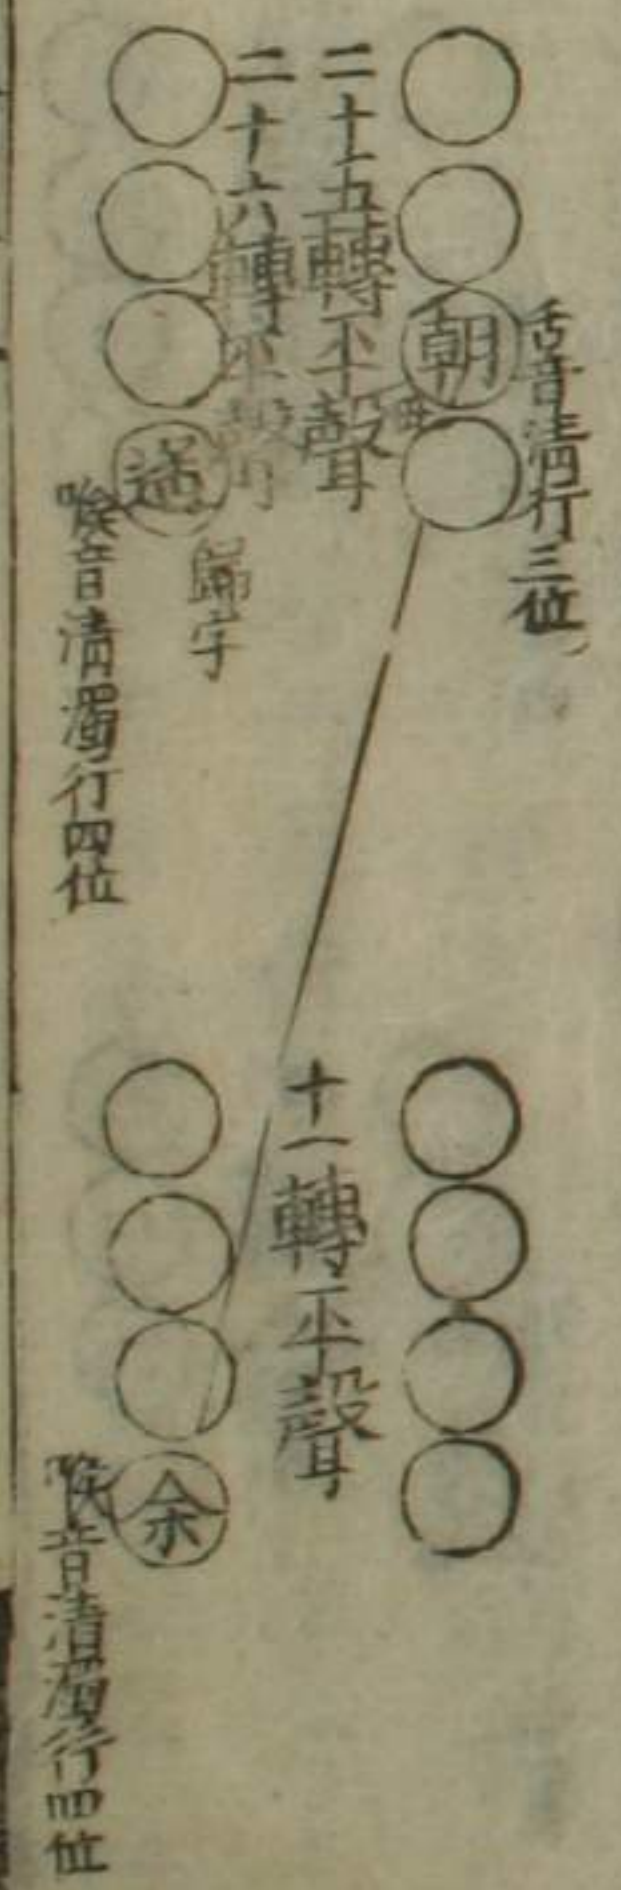 舌音清行三位
朝
二十五轉平聲
二十六轉平聲
歸字
遥
喉音清濁行四位
十一轉平聲
余
喉音清濁行四位